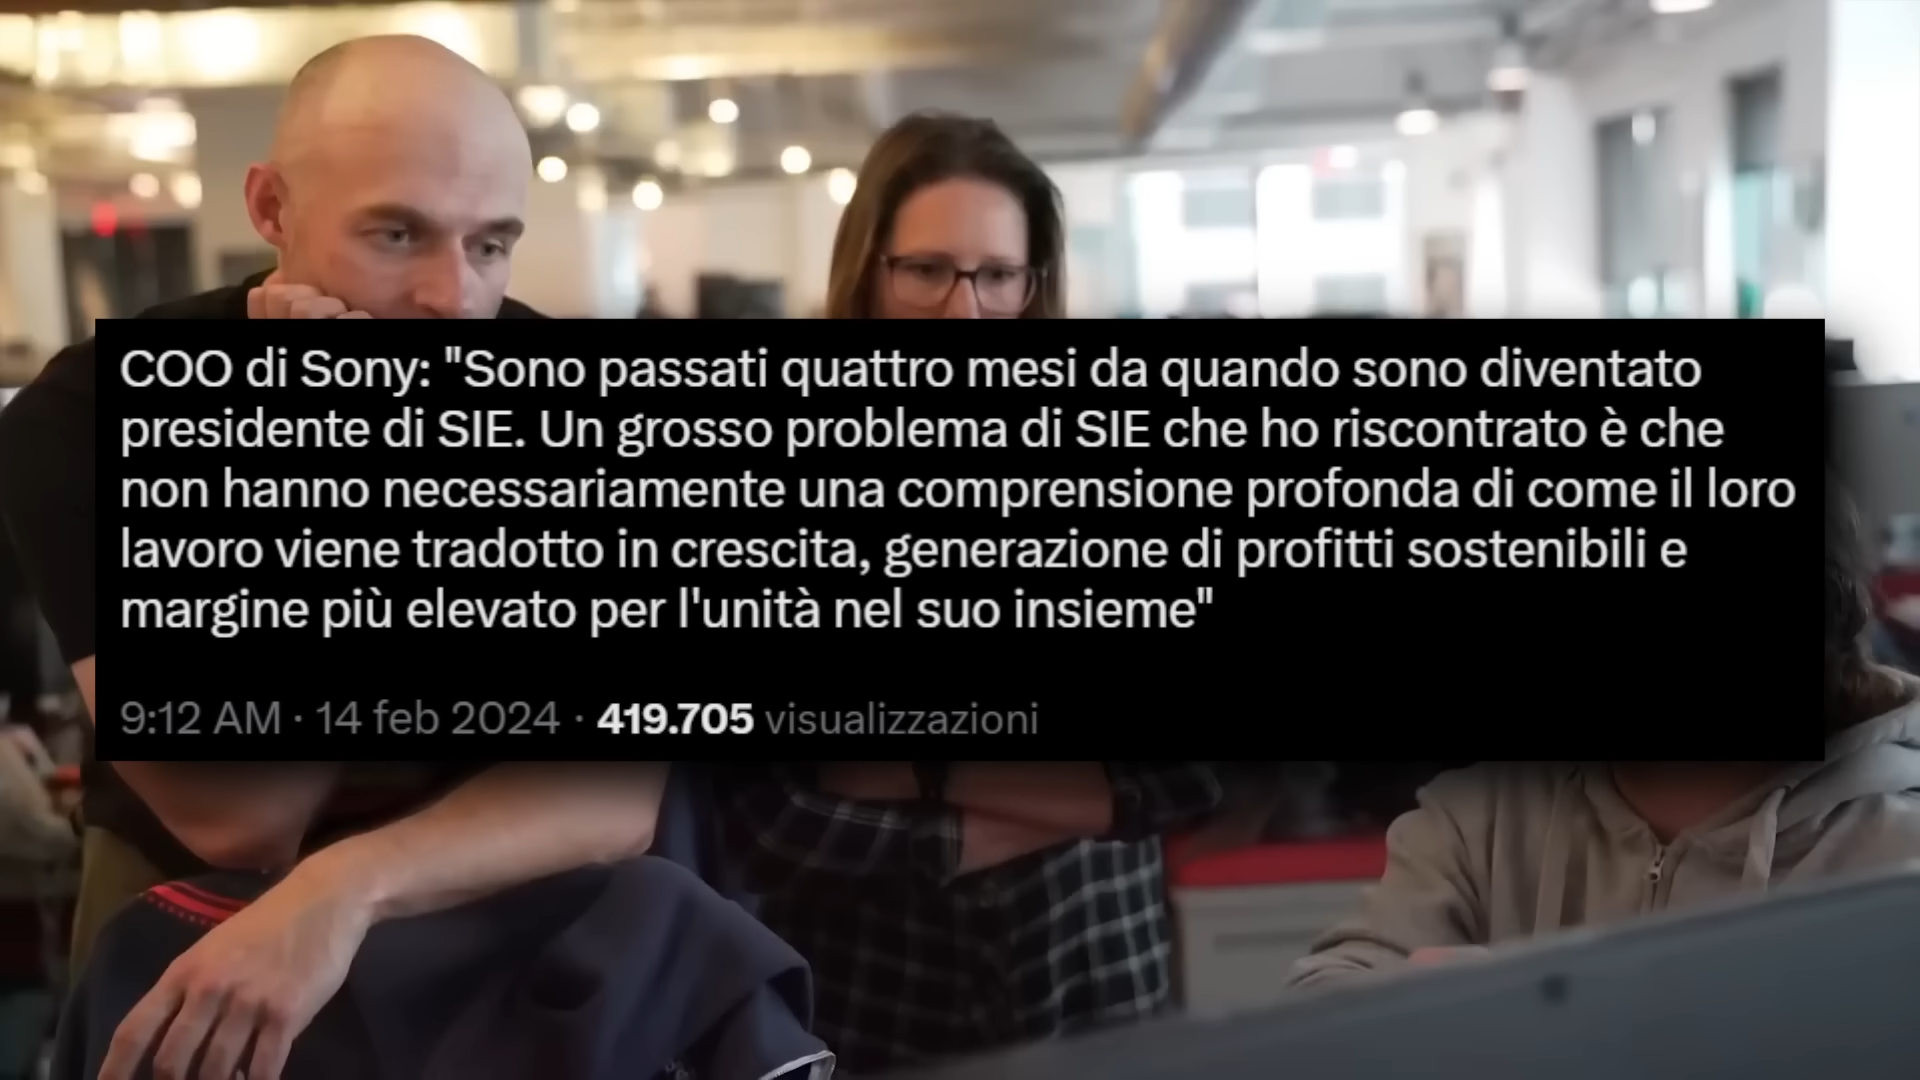 COO di Sony: "Sono passati quattro mesi da quando sono diventato
presidente di SIE. Un grosso problema di SIE che ho riscontrato è che
non hanno necessariamente una comprensione profonda di come il loro
lavoro viene tradotto in crescita, generazione di profitti sostenibili e
margine più elevato per l'unità nel suo insieme"
9:12 AM · 14 feb 2024 · 419.705 visualizzazioni